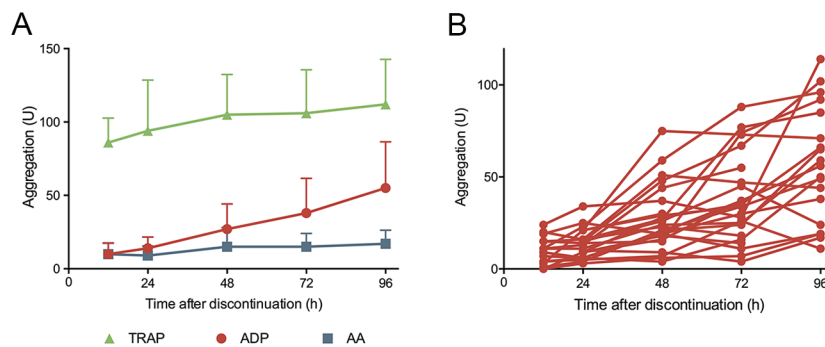 A
150
100
50
0
Aggregation (U)
0 24 48 72 96
Time after discontinuation (h)
TRAP ADP AA
B
100
50
0
Aggregation (U)
0 24 48 72 96
Time after discontinuation (h)